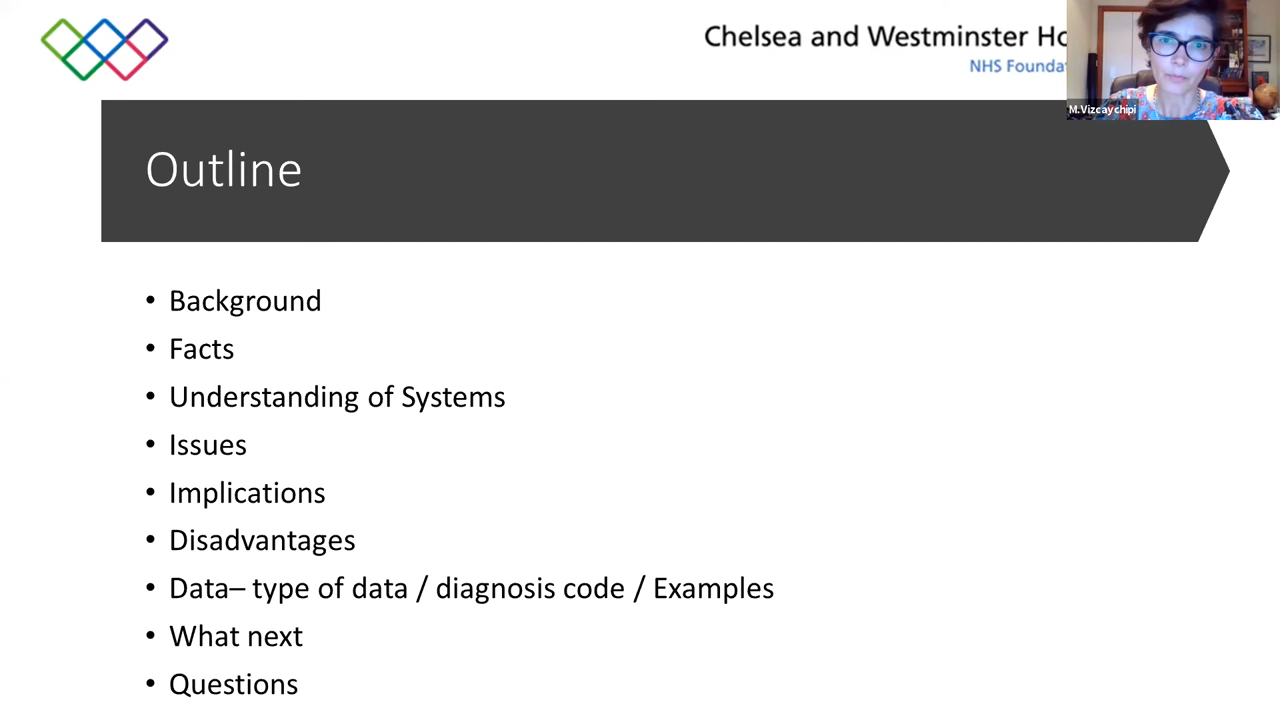 Chelsea and Westminster Ho
NHS Founda
M.Vizcaychipi
Outline
• Background
• Facts
• Understanding of Systems
• Issues
• Implications
• Disadvantages
• Data– type of data / diagnosis code / Examples
• What next
• Questions